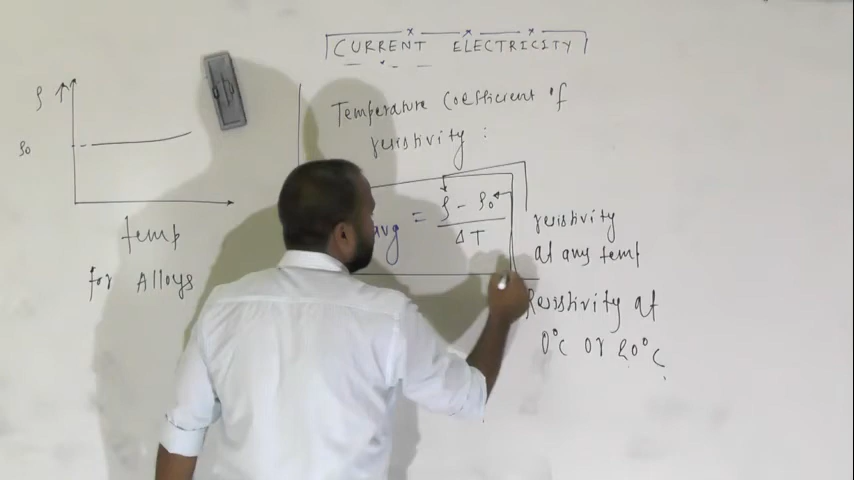 CURRENT ELECTRICITY
Temperature Coefficient of
resistivity :
avg = ρ - ρ0
ΔT
resistivity
at any temp
Resistivity at
0°C or 20°C
ρ ↑
ρ0
temp
for Alloys